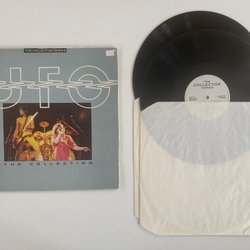 THE COLLECTOR SERIES
UFO
THE COLLECTION
THE
COLLECTOR
SERIES